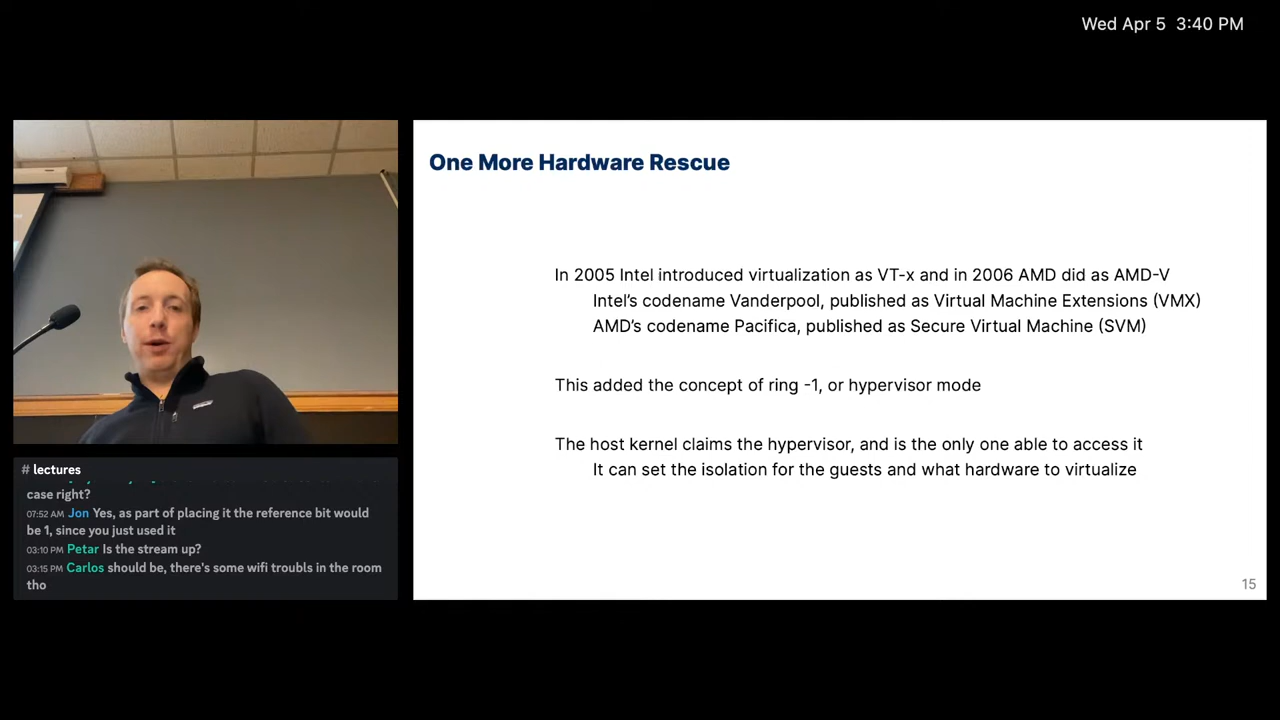 Wed Apr 5 3:40 PM
One More Hardware Rescue
In 2005 Intel introduced virtualization as VT-x and in 2006 AMD did as AMD-V
Intel’s codename Vanderpool, published as Virtual Machine Extensions (VMX)
AMD’s codename Pacifica, published as Secure Virtual Machine (SVM)
This added the concept of ring -1, or hypervisor mode
The host kernel claims the hypervisor, and is the only one able to access it
It can set the isolation for the guests and what hardware to virtualize
15
# lectures
case right?
07:52 AM Jon Yes, as part of placing it the reference bit would
be 1, since you just used it
03:10 PM Petar Is the stream up?
03:15 PM Carlos should be, there's some wifi troubls in the room
tho